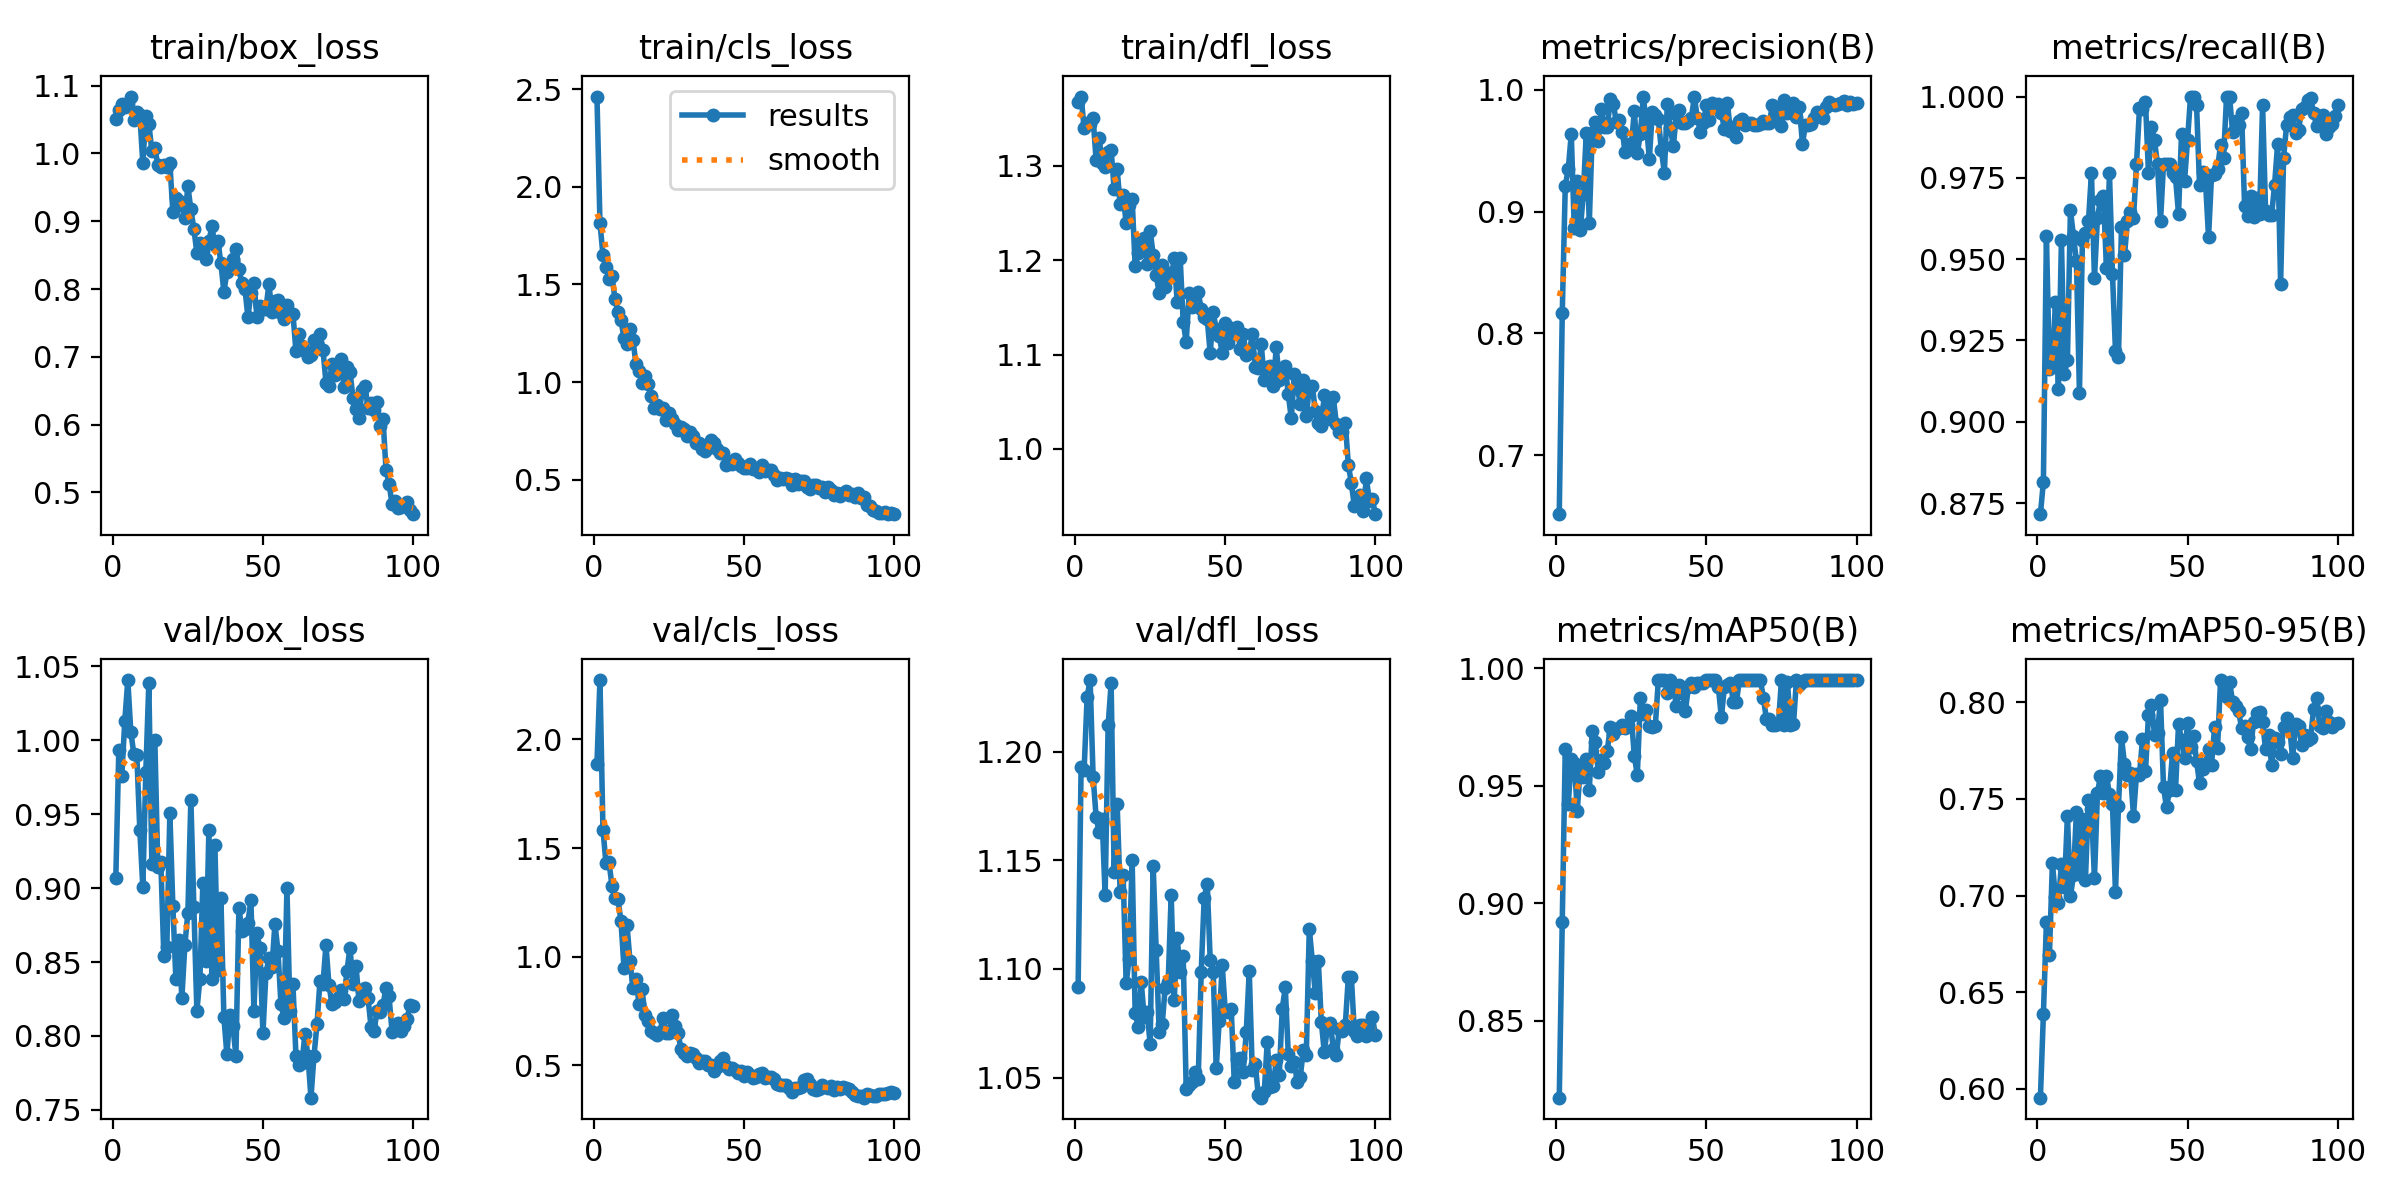 train/box_loss
1.1
1.0
0.9
0.8
0.7
0.6
0.5
0 50 100
train/cls_loss
results
smooth
2.5
2.0
1.5
1.0
0.5
0 50 100
train/dfl_loss
1.3
1.2
1.1
1.0
0 50 100
metrics/precision(B)
1.0
0.9
0.8
0.7
0 50 100
metrics/recall(B)
1.000
0.975
0.950
0.925
0.900
0.875
0 50 100
val/box_loss
1.05
1.00
0.95
0.90
0.85
0.80
0.75
0 50 100
val/cls_loss
2.0
1.5
1.0
0.5
0 50 100
val/dfl_loss
1.20
1.15
1.10
1.05
0 50 100
metrics/mAP50(B)
1.00
0.95
0.90
0.85
0 50 100
metrics/mAP50-95(B)
0.80
0.75
0.70
0.65
0.60
0 50 100